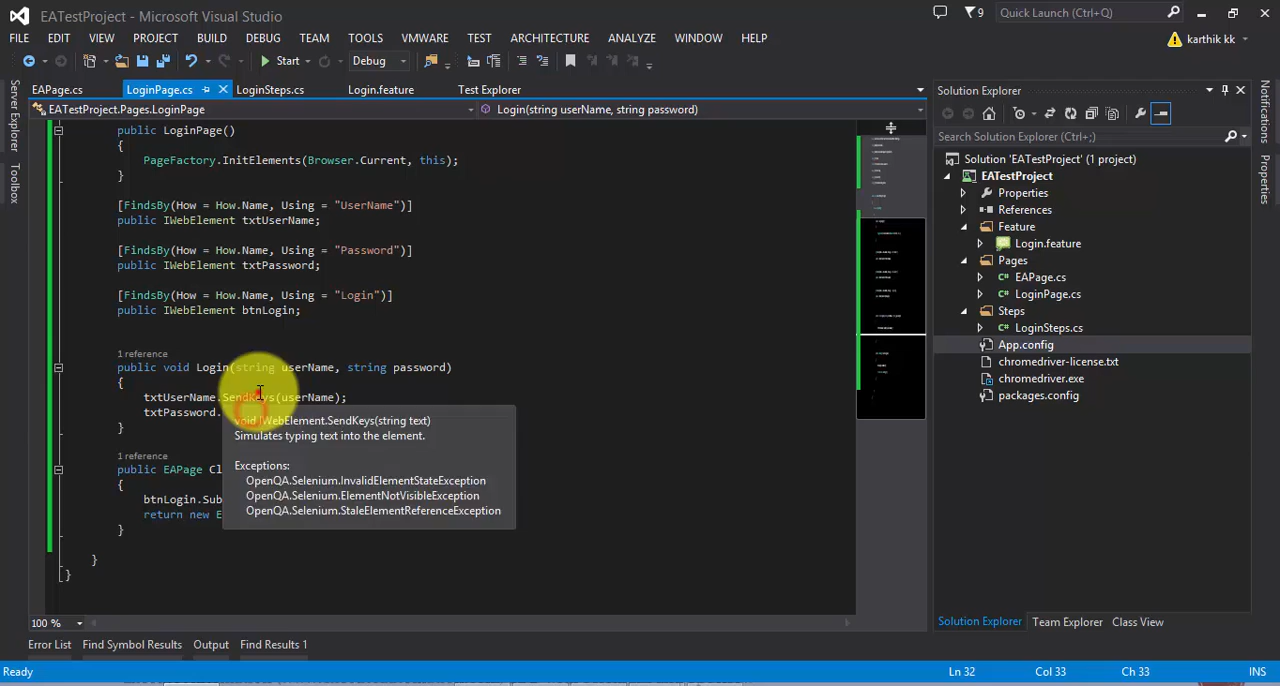 EATestProject - Microsoft Visual Studio
9
Quick Launch (Ctrl+Q)
FILE EDIT VIEW PROJECT BUILD DEBUG TEAM TOOLS VMWARE TEST ARCHITECTURE ANALYZE WINDOW HELP
karthik kk
Start Debug
Server Explorer
Toolbox
EAPage.cs LoginPage.cs LoginSteps.cs Login.feature Test Explorer
EATestProject.Pages.LoginPage Login(string userName, string password)
public LoginPage()
{
PageFactory.InitElements(Browser.Current, this);
}
[FindsBy(How = How.Name, Using = "UserName")]
public IWebElement txtUserName;
[FindsBy(How = How.Name, Using = "Password")]
public IWebElement txtPassword;
[FindsBy(How = How.Name, Using = "Login")]
public IWebElement btnLogin;
1 reference
public void Login(string userName, string password)
{
txtUserName.SendKeys(userName);
txtPassword.
}
void IWebElement.SendKeys(string text)
Simulates typing text into the element.
Exceptions:
OpenQA.Selenium.InvalidElementStateException
OpenQA.Selenium.ElementNotVisibleException
OpenQA.Selenium.StaleElementReferenceException
1 reference
public EAPage Cl
{
btnLogin.Sub
return new E
}
}
}
100 %
Error List Find Symbol Results Output Find Results 1
Ready Ln 32 Col 33 Ch 33 INS
Solution Explorer
Search Solution Explorer (Ctrl+;)
Solution 'EATestProject' (1 project)
EATestProject
Properties
References
Feature
Login.feature
Pages
EAPage.cs
LoginPage.cs
Steps
LoginSteps.cs
App.config
chromedriver-license.txt
chromedriver.exe
packages.config
Solution Explorer Team Explorer Class View
Notifications
Properties